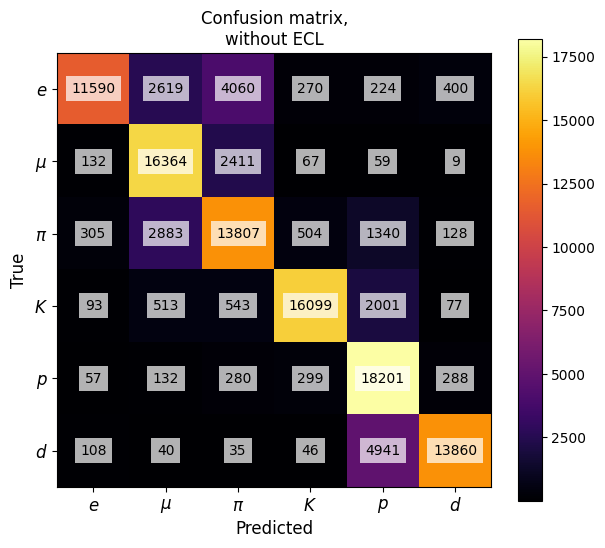 Confusion matrix,
without ECL
True
e 11590 2619 4060 270 224 400
μ 132 16364 2411 67 59 9
π 305 2883 13807 504 1340 128
K 93 513 543 16099 2001 77
p 57 132 280 299 18201 288
d 108 40 35 46 4941 13860
e μ π K p d
Predicted
17500
15000
12500
10000
7500
5000
2500